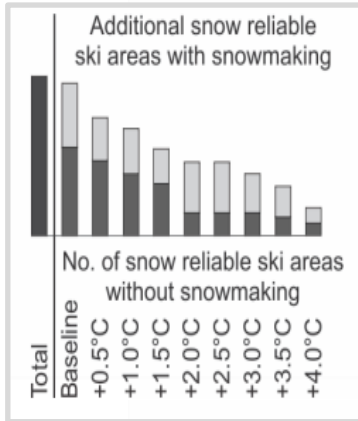 Additional snow reliable
ski areas with snowmaking
No. of snow reliable ski areas
without snowmaking
Total
Baseline
+0.5°C
+1.0°C
+1.5°C
+2.0°C
+2.5°C
+3.0°C
+3.5°C
+4.0°C